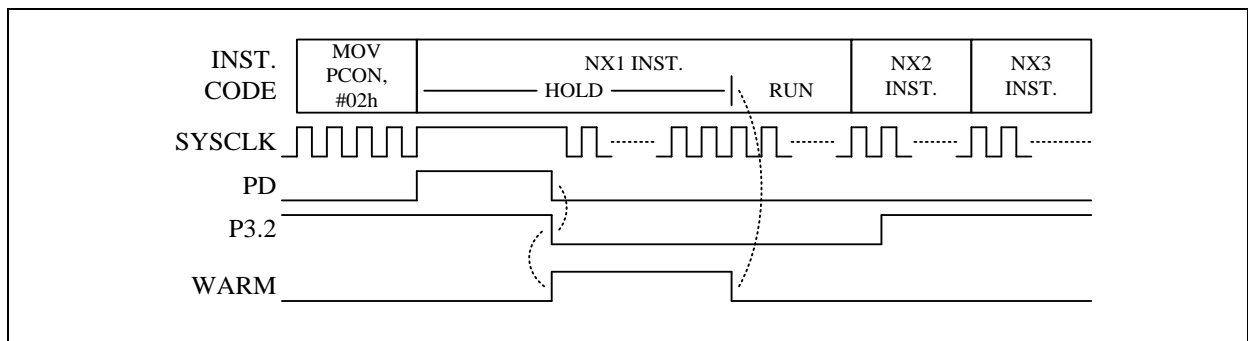 INST.
CODE
MOV
PCON,
#02h
NX1 INST.
HOLD
RUN
NX2
INST.
NX3
INST.
SYSCLK
PD
P3.2
WARM